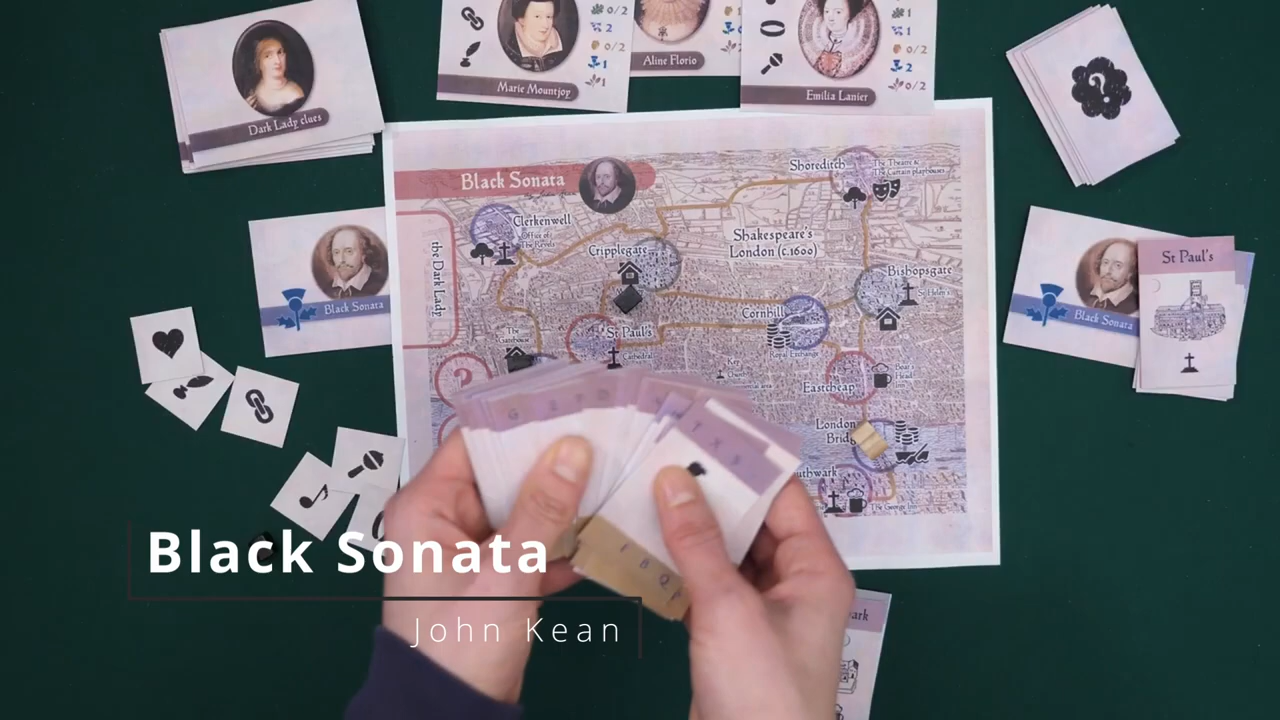 Dark Lady clues
Marie Mountjoy
0/2
2
0/2
1
1
Aline Florio
Emilia Lanier
1
1
0/2
2
0/2
?
Black Sonata
Shoreditch
The Theatre &
The Curtain playhouses
Clerkenwell
Office of
The Revels
Cripplegate
Shakespeare's
London (c.1600)
the Dark Lady
Bishopsgate
St Helen's
Cornhill
Royal Exchange
St Paul's
Cathedral
The
Gatehouse
?
Eastcheap
Boar's
Head
Inn
London
Bridg
uthwark
The George Inn
Black Sonata
Black Sonata
St Paul's
T X S
B Q
ark
Black Sonata
John Kean